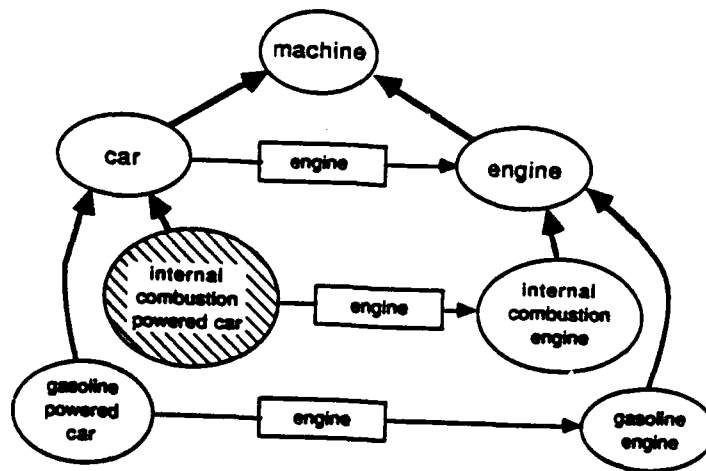 machine
car
engine
engine
internal
combustion
powered car
engine
internal
combustion
engine
gasoline
powered
car
engine
gasoline
engine